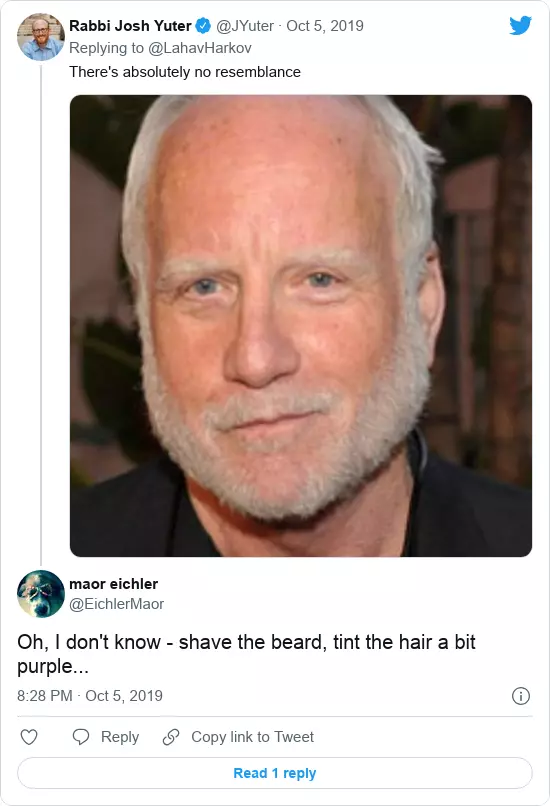 Rabbi Josh Yuter @JYuter · Oct 5, 2019
Replying to @LahavHarkov
There's absolutely no resemblance
maor eichler
@EichlerMaor
Oh, I don't know - shave the beard, tint the hair a bit
purple...
8:28 PM · Oct 5, 2019
Reply Copy link to Tweet
Read 1 reply